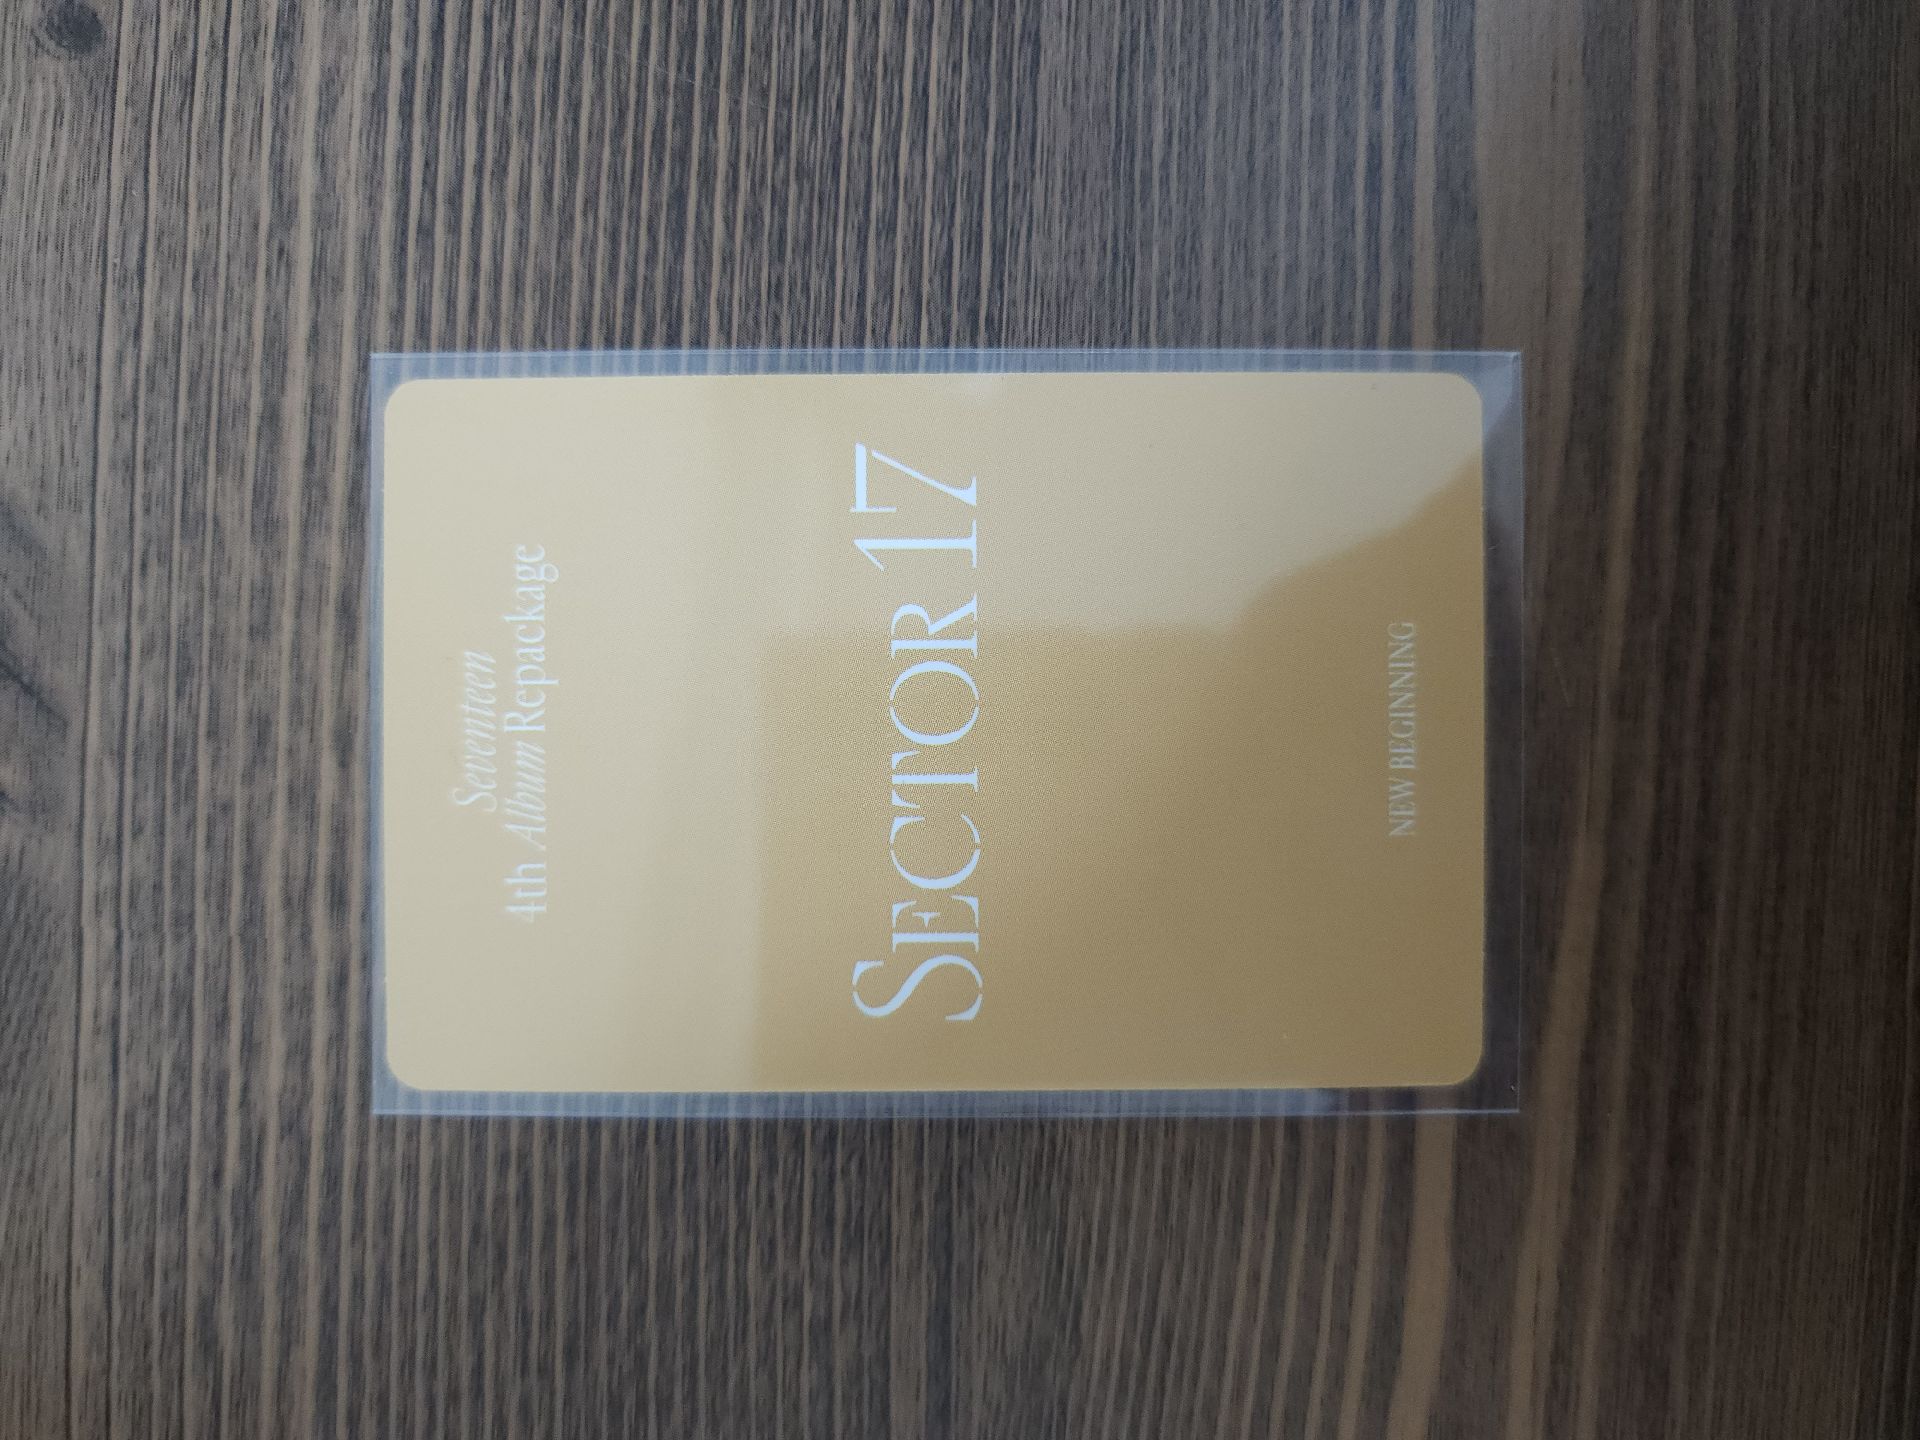 Seventeen
4th Album Repackage
SECTOR 17
NEW BEGINNING